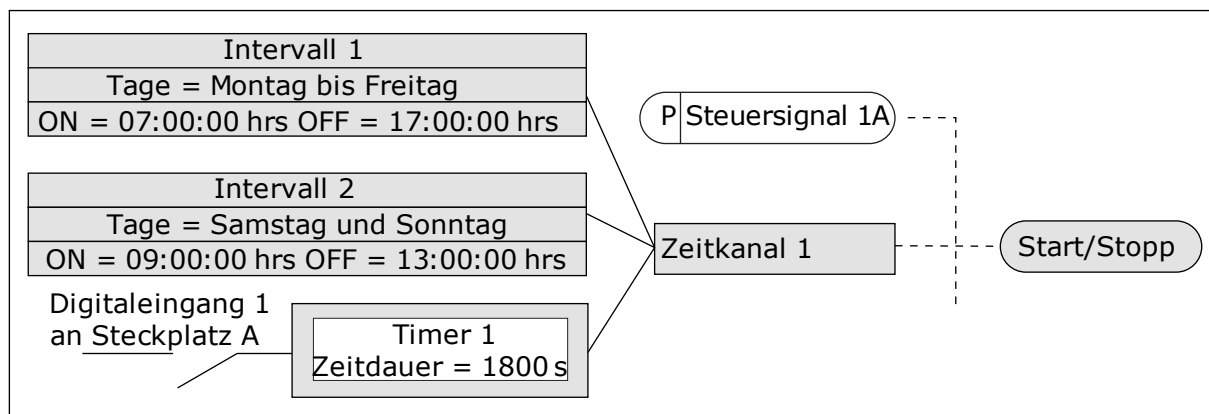 Intervall 1
Tage = Montag bis Freitag
ON = 07:00:00 hrs OFF = 17:00:00 hrs
P Steuersignal 1A
Intervall 2
Tage = Samstag und Sonntag
ON = 09:00:00 hrs OFF = 13:00:00 hrs
Zeitkanal 1
Start/Stopp
Digitaleingang 1
an Steckplatz A
Timer 1
Zeitdauer = 1800 s